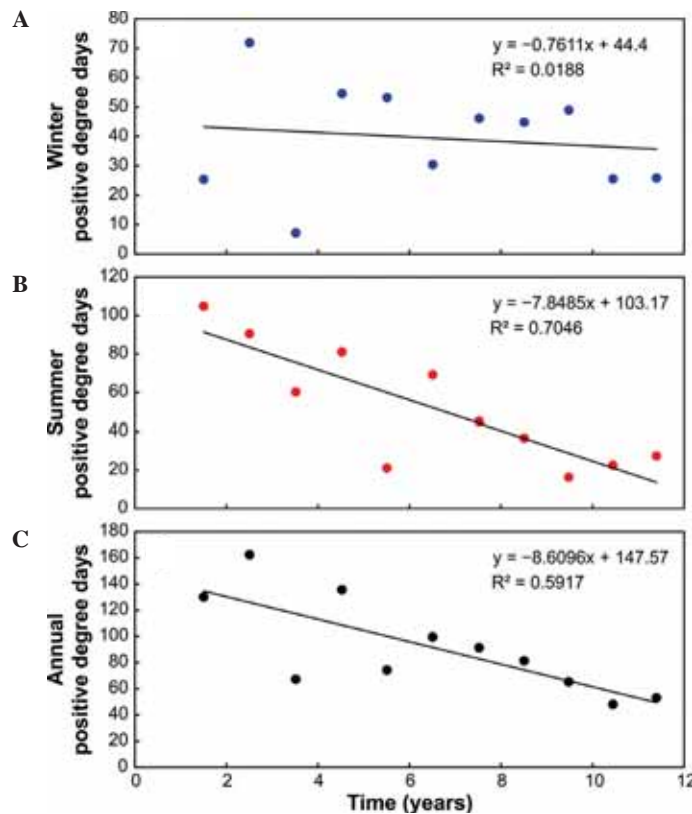 A
80
70
60
50
40
30
20
10
0
Winter
positive degree days
y = −0.7611x + 44.4
R² = 0.0188
B
120
100
80
60
40
20
0
Summer
positive degree days
y = −7.8485x + 103.17
R² = 0.7046
C
180
160
140
120
100
80
60
40
20
0
Annual
positive degree days
y = −8.6096x + 147.57
R² = 0.5917
0 2 4 6 8 10 12
Time (years)